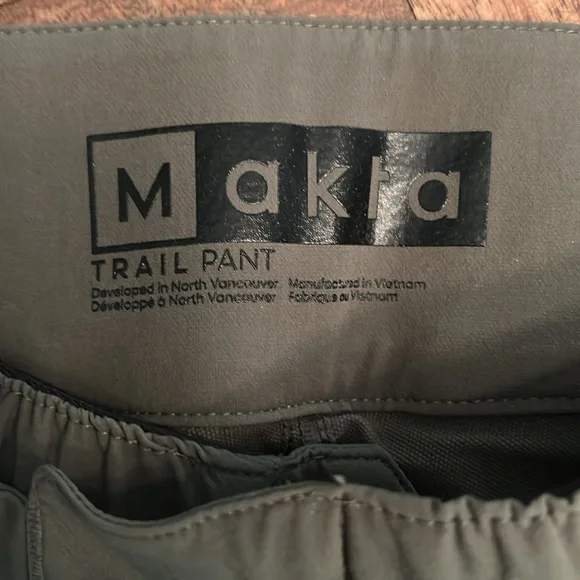 Makta
TRAIL PANT
Developed in North Vancouver Manufactured in Vietnam
Développé à North Vancouver Fabriqué au Vietnam